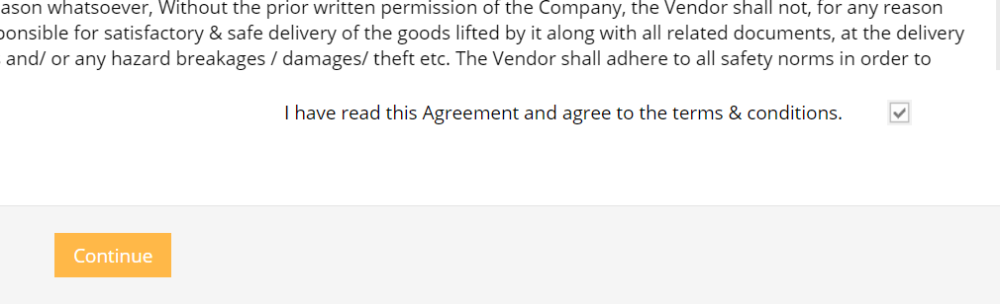 ason whatsoever, Without the prior written permission of the Company, the Vendor shall not, for any reason
onsible for satisfactory & safe delivery of the goods lifted by it along with all related documents, at the delivery
and/ or any hazard breakages / damages/ theft etc. The Vendor shall adhere to all safety norms in order to
I have read this Agreement and agree to the terms & conditions.
Continue